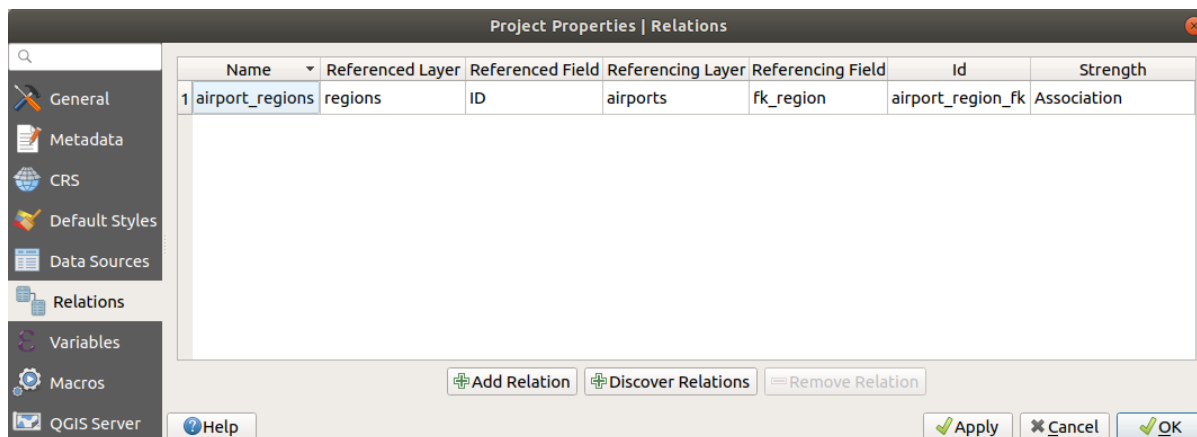 Project Properties | Relations
General
Metadata
CRS
Default Styles
Data Sources
Relations
Variables
Macros
QGIS Server
Name Referenced Layer Referenced Field Referencing Layer Referencing Field Id Strength
1 airport_regions regions ID airports fk_region airport_region_fk Association
Add Relation Discover Relations Remove Relation
Help Apply Cancel OK